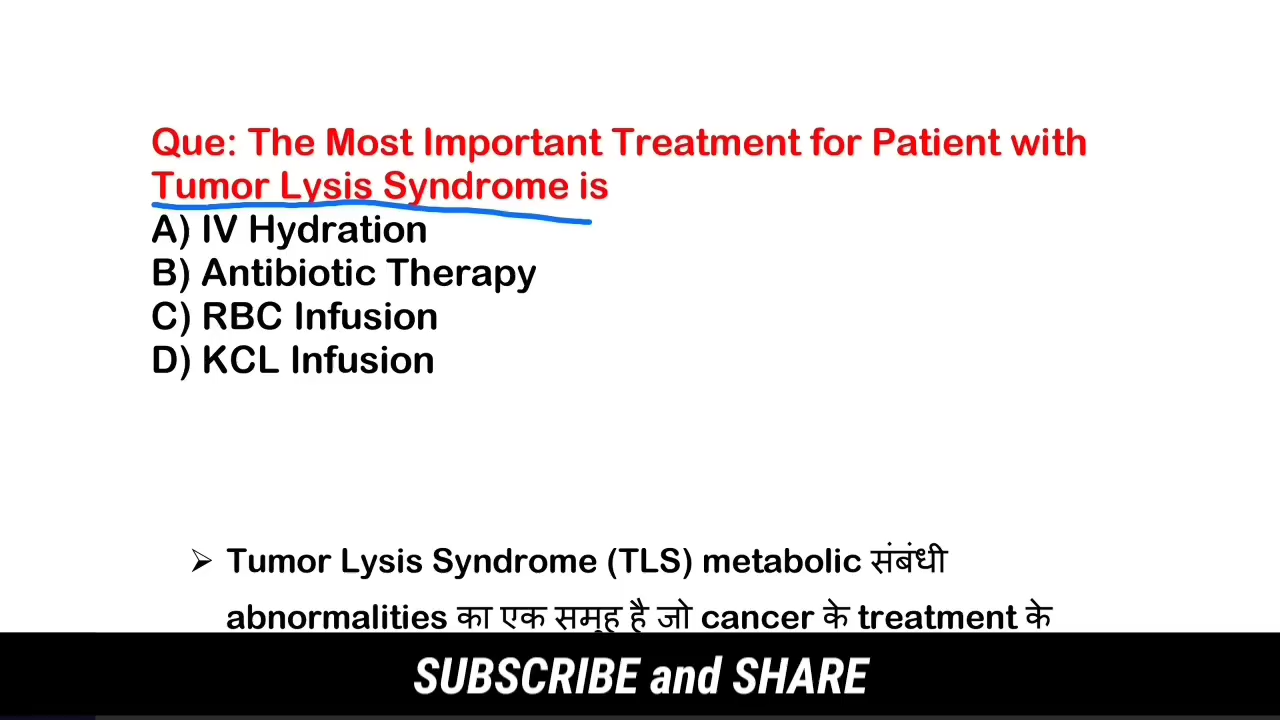 Que: The Most Important Treatment for Patient with
Tumor Lysis Syndrome is
A) IV Hydration
B) Antibiotic Therapy
C) RBC Infusion
D) KCL Infusion
➢ Tumor Lysis Syndrome (TLS) metabolic संबंधी
abnormalities का एक समूह है जो cancer के treatment के
SUBSCRIBE and SHARE